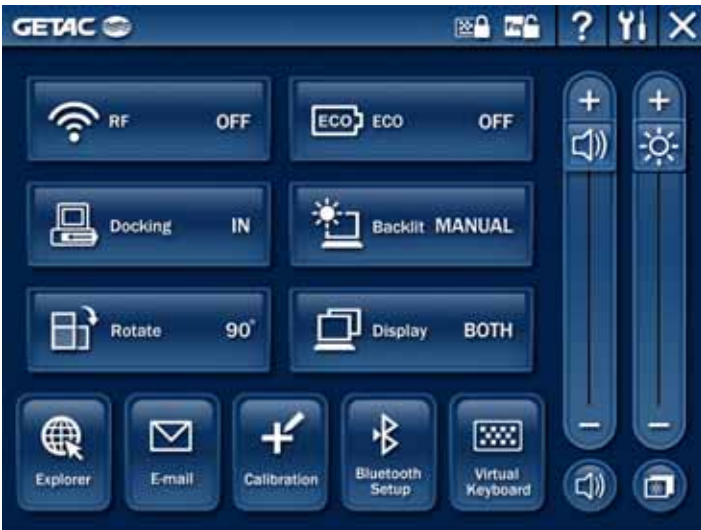 GETAC
Fn
?
RF OFF
ECO ECO OFF
Docking IN
Backlit MANUAL
Rotate 90°
Display BOTH
Explorer
E-mail
Calibration
Bluetooth
Setup
Virtual
Keyboard